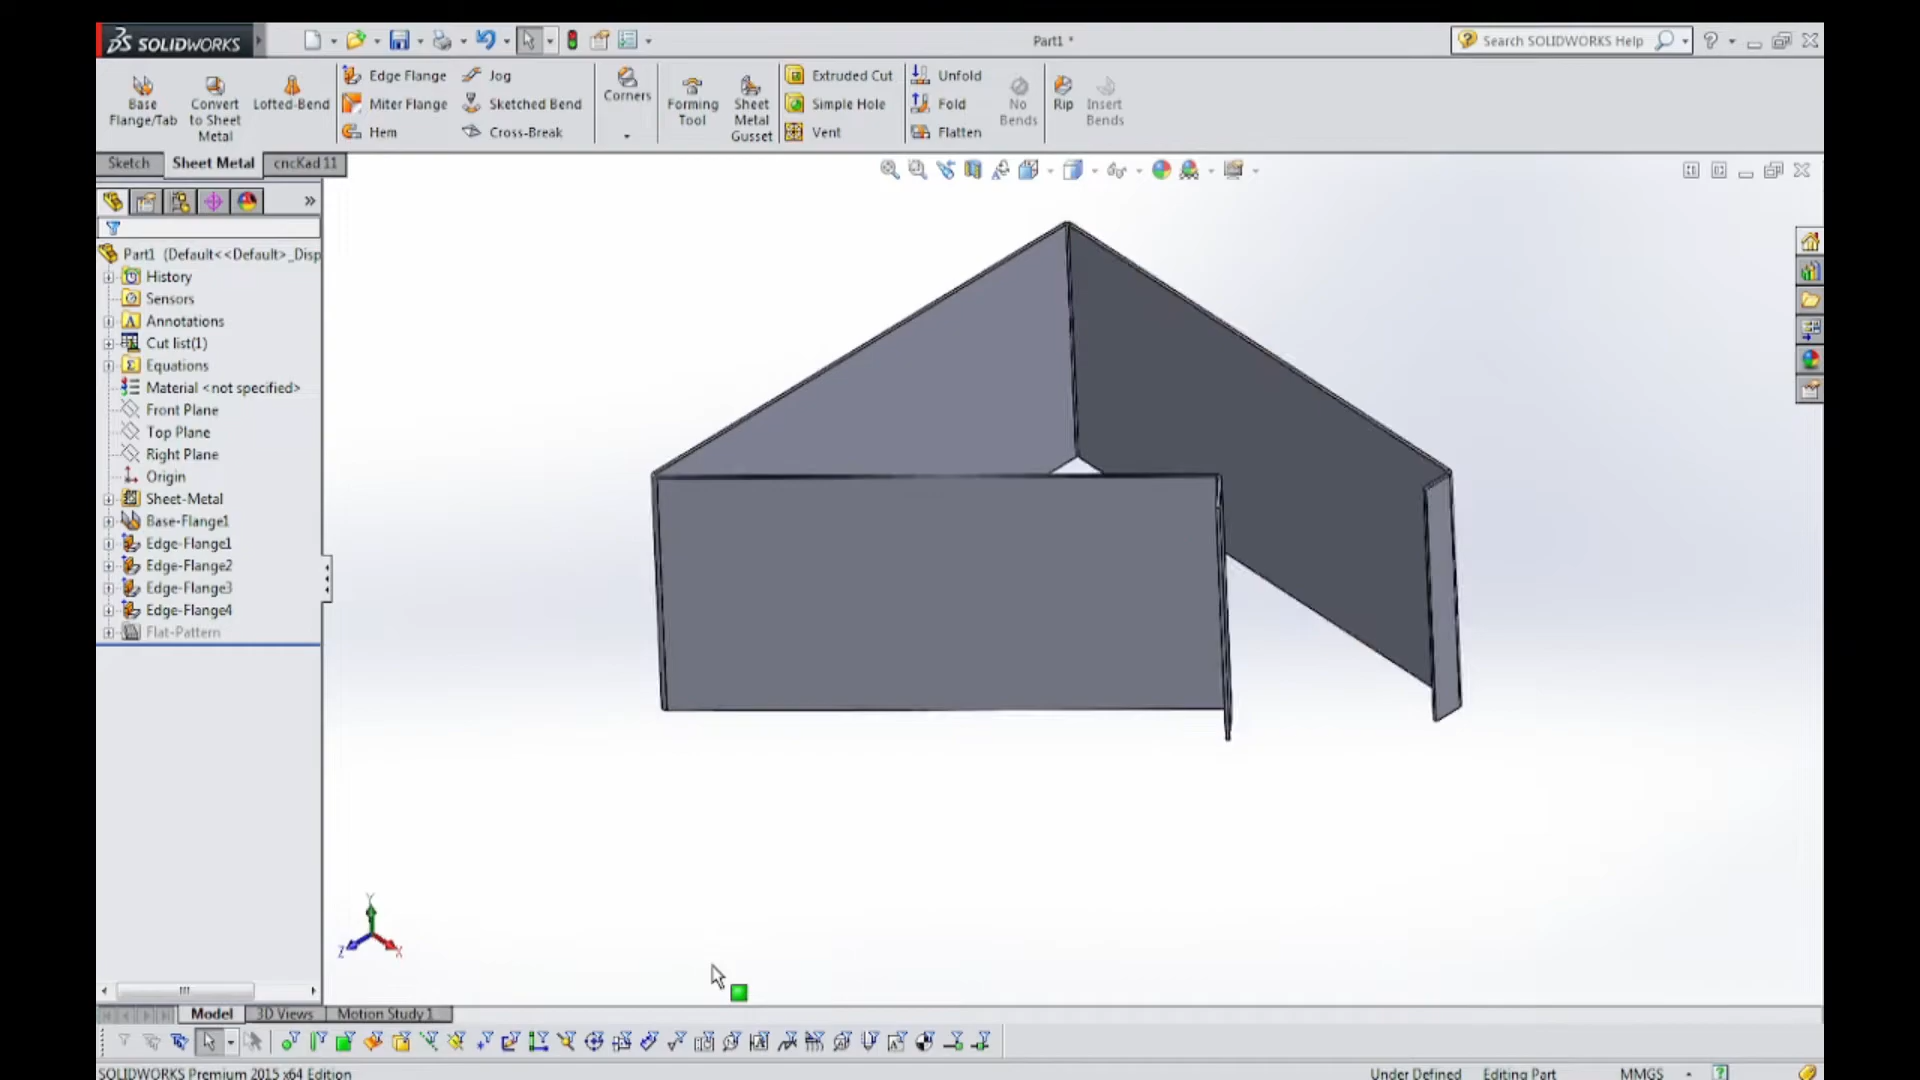 SOLIDWORKS
Part1 *
Search SOLIDWORKS Help
Base Flange/Tab
Convert to Sheet Metal
Lofted-Bend
Edge Flange
Miter Flange
Hem
Jog
Sketched Bend
Cross-Break
Corners
Forming Tool
Sheet Metal Gusset
Extruded Cut
Simple Hole
Vent
Unfold
Fold
Flatten
No Bends
Rip
Insert Bends
Sketch
Sheet Metal
cncKad 11
Part1 (Default<<Default>_Disp
History
Sensors
Annotations
Cut list(1)
Equations
Material <not specified>
Front Plane
Top Plane
Right Plane
Origin
Sheet-Metal
Base-Flange1
Edge-Flange1
Edge-Flange2
Edge-Flange3
Edge-Flange4
Flat-Pattern
Y
Z
X
Model
3D Views
Motion Study 1
SOLIDWORKS Premium 2015 x64 Edition
Under Defined
Editing Part
MMGS